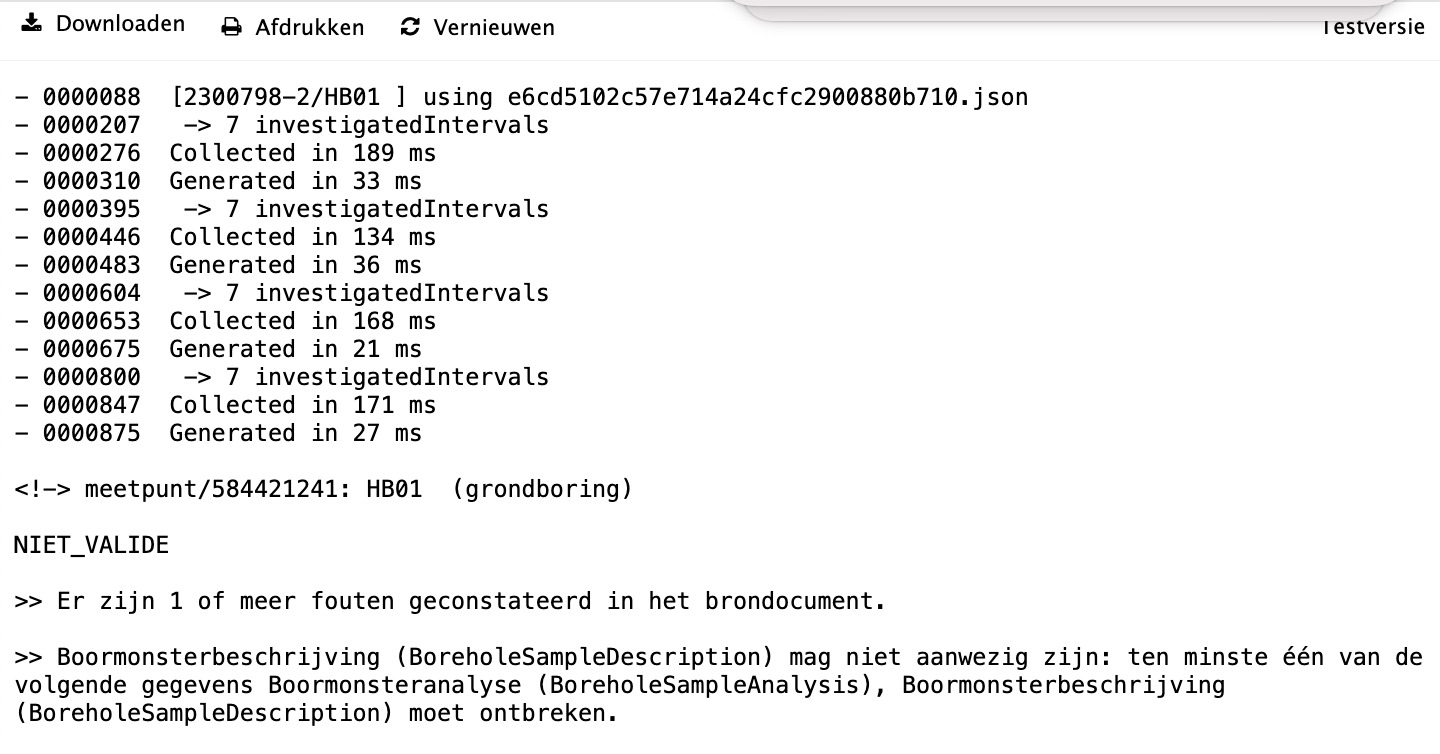 Downloaden Afdrukken Vernieuwen Testversie
– 0000088 [2300798-2/HB01 ] using e6cd5102c57e714a24cfc2900880b710.json
– 0000207 –> 7 investigatedIntervals
– 0000276 Collected in 189 ms
– 0000310 Generated in 33 ms
– 0000395 –> 7 investigatedIntervals
– 0000446 Collected in 134 ms
– 0000483 Generated in 36 ms
– 0000604 –> 7 investigatedIntervals
– 0000653 Collected in 168 ms
– 0000675 Generated in 21 ms
– 0000800 –> 7 investigatedIntervals
– 0000847 Collected in 171 ms
– 0000875 Generated in 27 ms
<!–> meetpunt/584421241: HB01 (grondboring)
NIET_VALIDE
>> Er zijn 1 of meer fouten geconstateerd in het brondocument.
>> Boormonsterbeschrijving (BoreholeSampleDescription) mag niet aanwezig zijn: ten minste één van de
volgende gegevens Boormonsteranalyse (BoreholeSampleAnalysis), Boormonsterbeschrijving
(BoreholeSampleDescription) moet ontbreken.